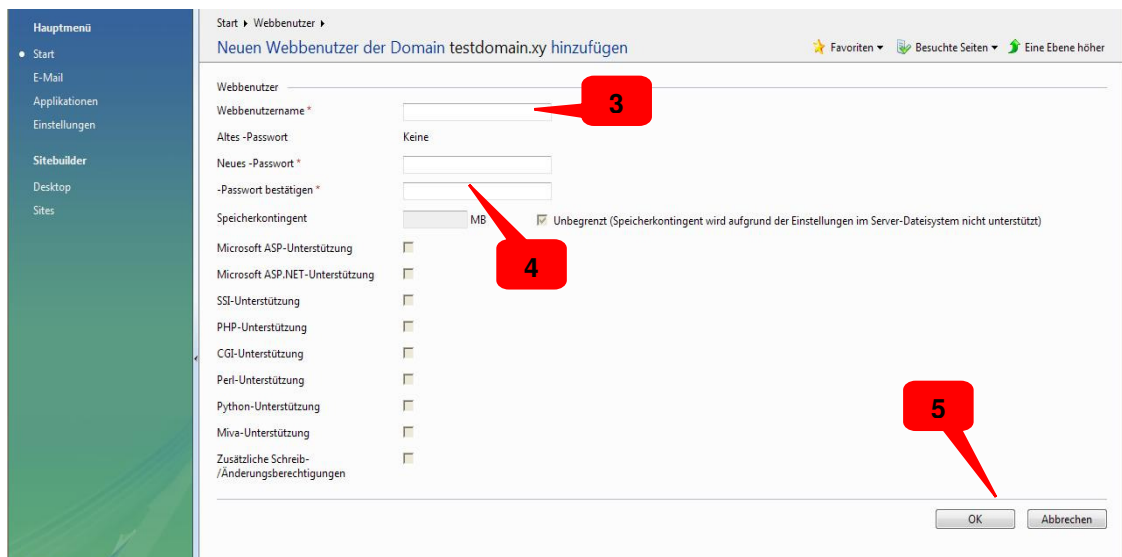 Hauptmenü
Start
E-Mail
Applikationen
Einstellungen
Sitebuilder
Desktop
Sites
Start Webbenutzer
Neuen Webbenutzer der Domain testdomain.xy hinzufügen
Favoriten Besuchte Seiten Eine Ebene höher
Webbenutzer
Webbenutzername *
3
Altes -Passwort Keine
Neues -Passwort *
-Passwort bestätigen *
Speicherkontingent MB Unbegrenzt (Speicherkontingent wird aufgrund der Einstellungen im Server-Dateisystem nicht unterstützt)
4
Microsoft ASP-Unterstützung
Microsoft ASP.NET-Unterstützung
SSI-Unterstützung
PHP-Unterstützung
CGI-Unterstützung
Perl-Unterstützung
Python-Unterstützung
Miva-Unterstützung
Zusätzliche Schreib-
/Änderungsberechtigungen
5
OK Abbrechen